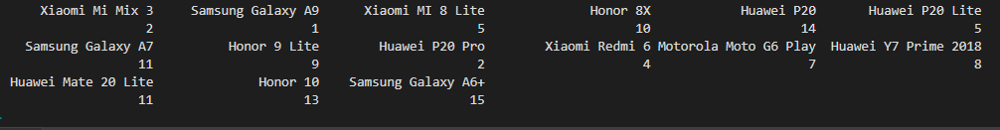 Xiaomi Mi Mix 3 Samsung Galaxy A9 Xiaomi MI 8 Lite Honor 8X Huawei P20 Huawei P20 Lite
2 1 5 10 14 5
Samsung Galaxy A7 Honor 9 Lite Huawei P20 Pro Xiaomi Redmi 6 Motorola Moto G6 Play Huawei Y7 Prime 2018
11 9 2 4 7 8
Huawei Mate 20 Lite Honor 10 Samsung Galaxy A6+
11 13 15